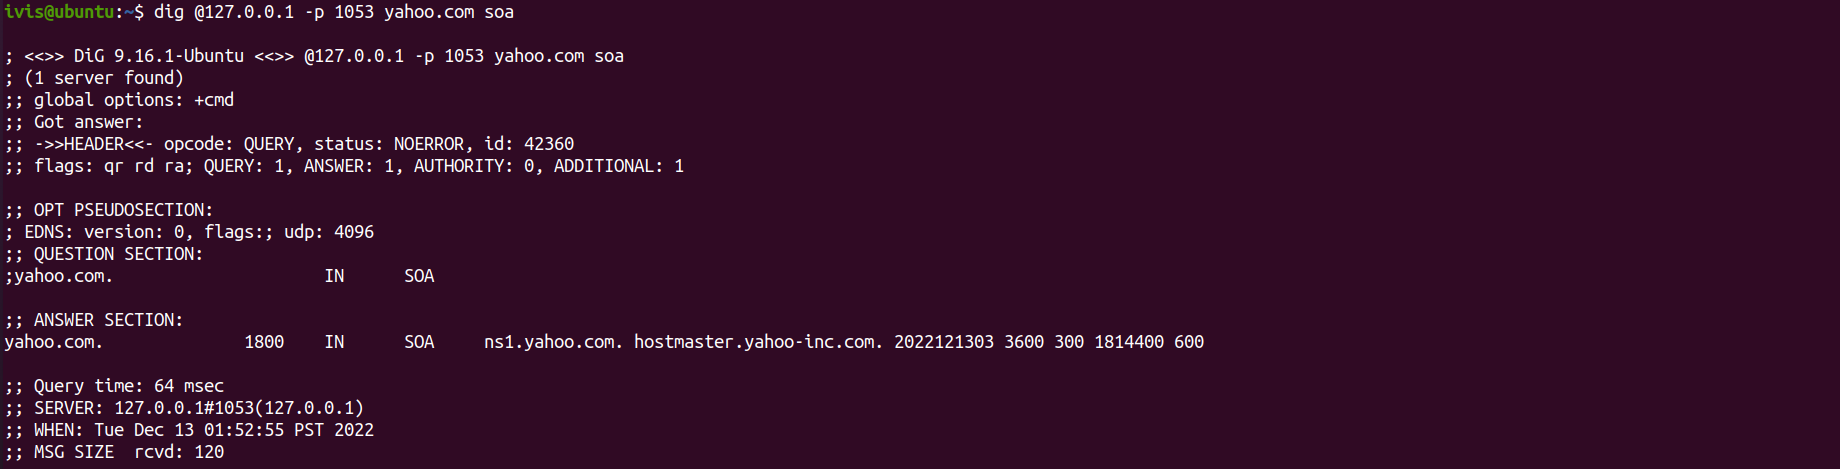 ivis@ubuntu:~$ dig @127.0.0.1 -p 1053 yahoo.com soa
; <<>> DiG 9.16.1-Ubuntu <<>> @127.0.0.1 -p 1053 yahoo.com soa
; (1 server found)
;; global options: +cmd
;; Got answer:
;; ->>HEADER<<- opcode: QUERY, status: NOERROR, id: 42360
;; flags: qr rd ra; QUERY: 1, ANSWER: 1, AUTHORITY: 0, ADDITIONAL: 1
;; OPT PSEUDOSECTION:
; EDNS: version: 0, flags:; udp: 4096
;; QUESTION SECTION:
;yahoo.com. IN SOA
;; ANSWER SECTION:
yahoo.com. 1800 IN SOA ns1.yahoo.com. hostmaster.yahoo-inc.com. 2022121303 3600 300 1814400 600
;; Query time: 64 msec
;; SERVER: 127.0.0.1#1053(127.0.0.1)
;; WHEN: Tue Dec 13 01:52:55 PST 2022
;; MSG SIZE rcvd: 120